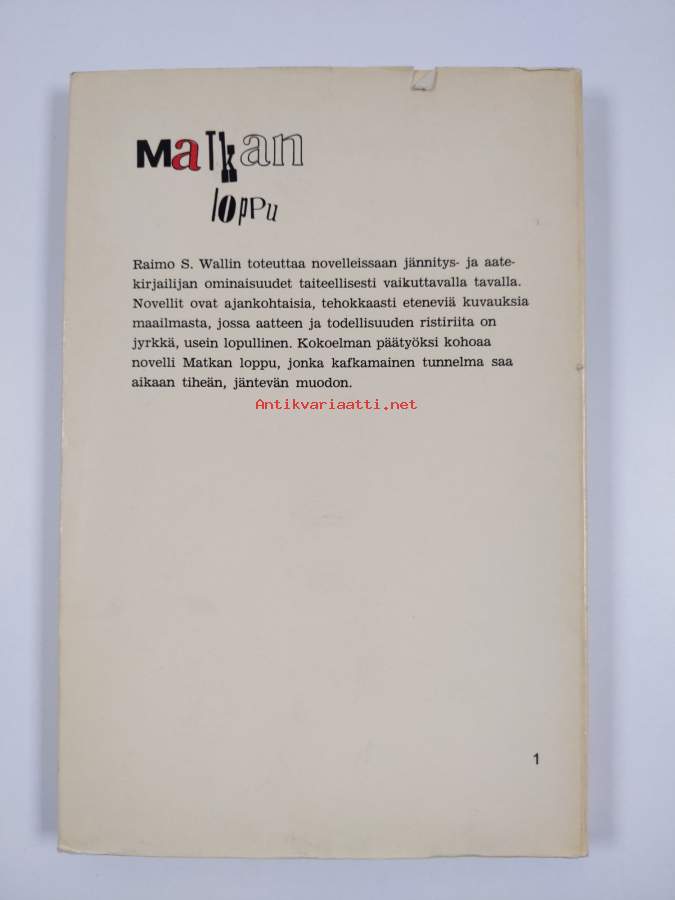 Matkan
loppu
Raimo S. Wallin toteuttaa novelleissaan jännitys- ja aate-
kirjailijan ominaisuudet taiteellisesti vaikuttavalla tavalla.
Novellit ovat ajankohtaisia, tehokkaasti eteneviä kuvauksia
maailmasta, jossa aatteen ja todellisuuden ristiriita on
jyrkkä, usein lopullinen. Kokoelman päätyöksi kohoaa
novelli Matkan loppu, jonka kafkamainen tunnelma saa
aikaan tiheän, jäntevän muodon.
Antikvariaatti.net
1